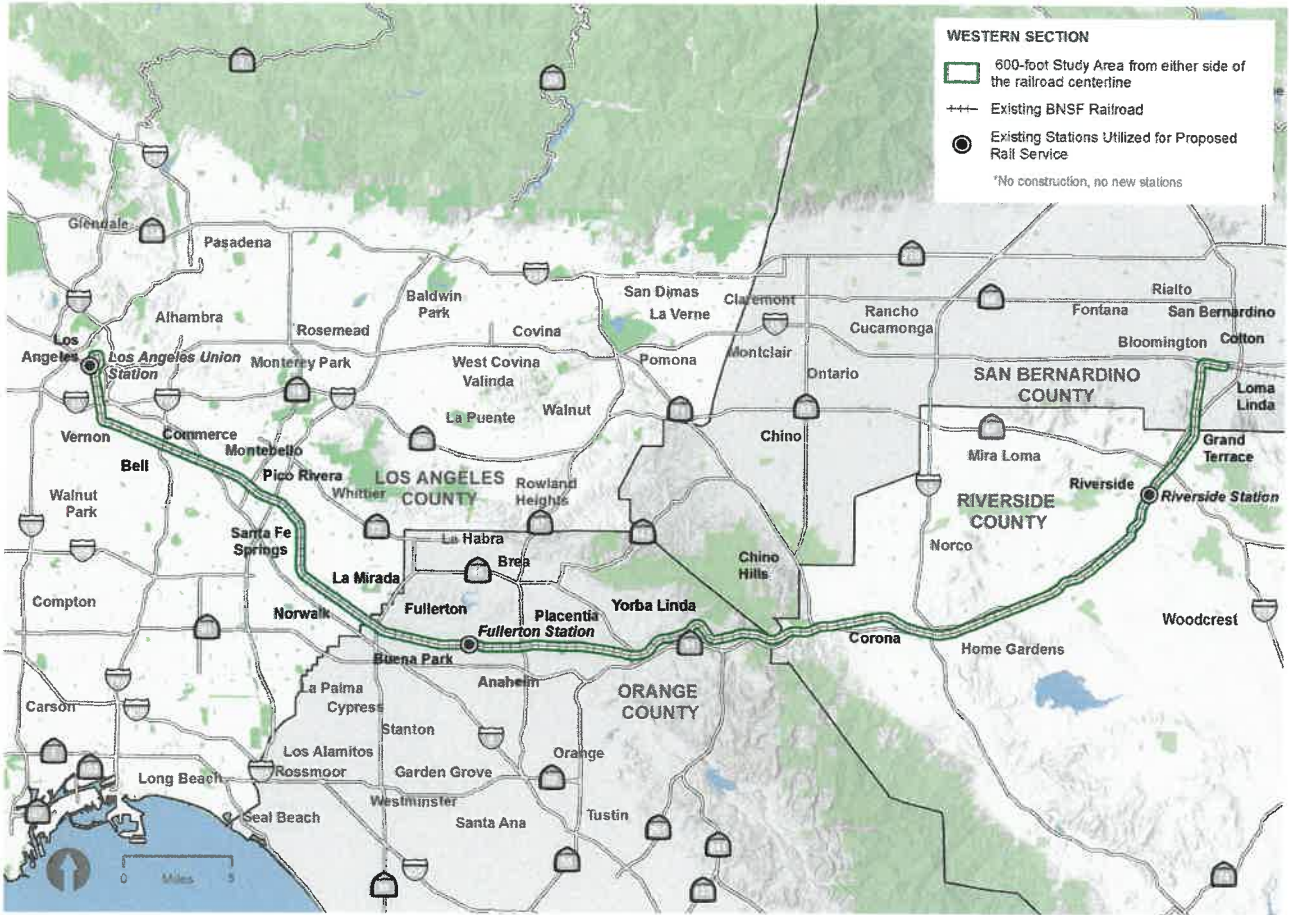 WESTERN SECTION
600-foot Study Area from either side of
the railroad centerline
Existing BNSF Railroad
Existing Stations Utilized for Proposed
Rail Service
*No construction, no new stations
Glendale
Pasadena
Baldwin
Park
San Dimas
La Verne
Claremont
Rancho
Cucamonga
Rialto
Fontana
San Bernardino
Alhambra
Rosemead
Covina
Los
Angeles
Los Angeles Union
Station
Monterey Park
West Covina
Valinda
Pomona
Montclair
Ontario
Bloomington
Colton
SAN BERNARDINO
COUNTY
Loma
Linda
La Puente
Walnut
Vernon
Commerce
Montebello
Chino
Mira Loma
Grand
Terrace
Bell
Pico Rivera
Whittier
LOS ANGELES
COUNTY
Rowland
Heights
Riverside
Riverside Station
RIVERSIDE
COUNTY
Walnut
Park
Santa Fe
Springs
La Habra
Brea
Chino
Hills
Norco
La Mirada
Compton
Norwalk
Fullerton
Placentia
Yorba Linda
Fullerton Station
Woodcrest
Corona
Home Gardens
Buena Park
Anaheim
La Palma
Cypress
ORANGE
COUNTY
Carson
Stanton
Los Alamitos
Rossmoor
Orange
Long Beach
Garden Grove
Westminster
Seal Beach
Santa Ana
Tustin
0 Miles 5